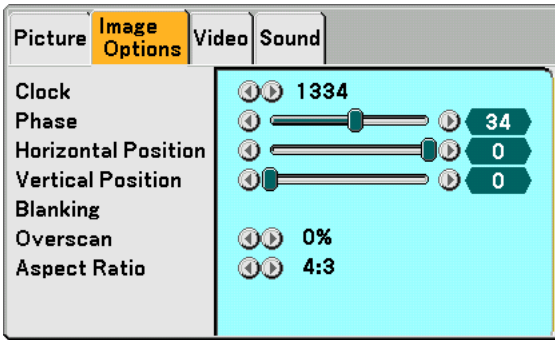 Picture Image Options Video Sound
Clock 1334
Phase 34
Horizontal Position 0
Vertical Position 0
Blanking
Overscan 0%
Aspect Ratio 4:3